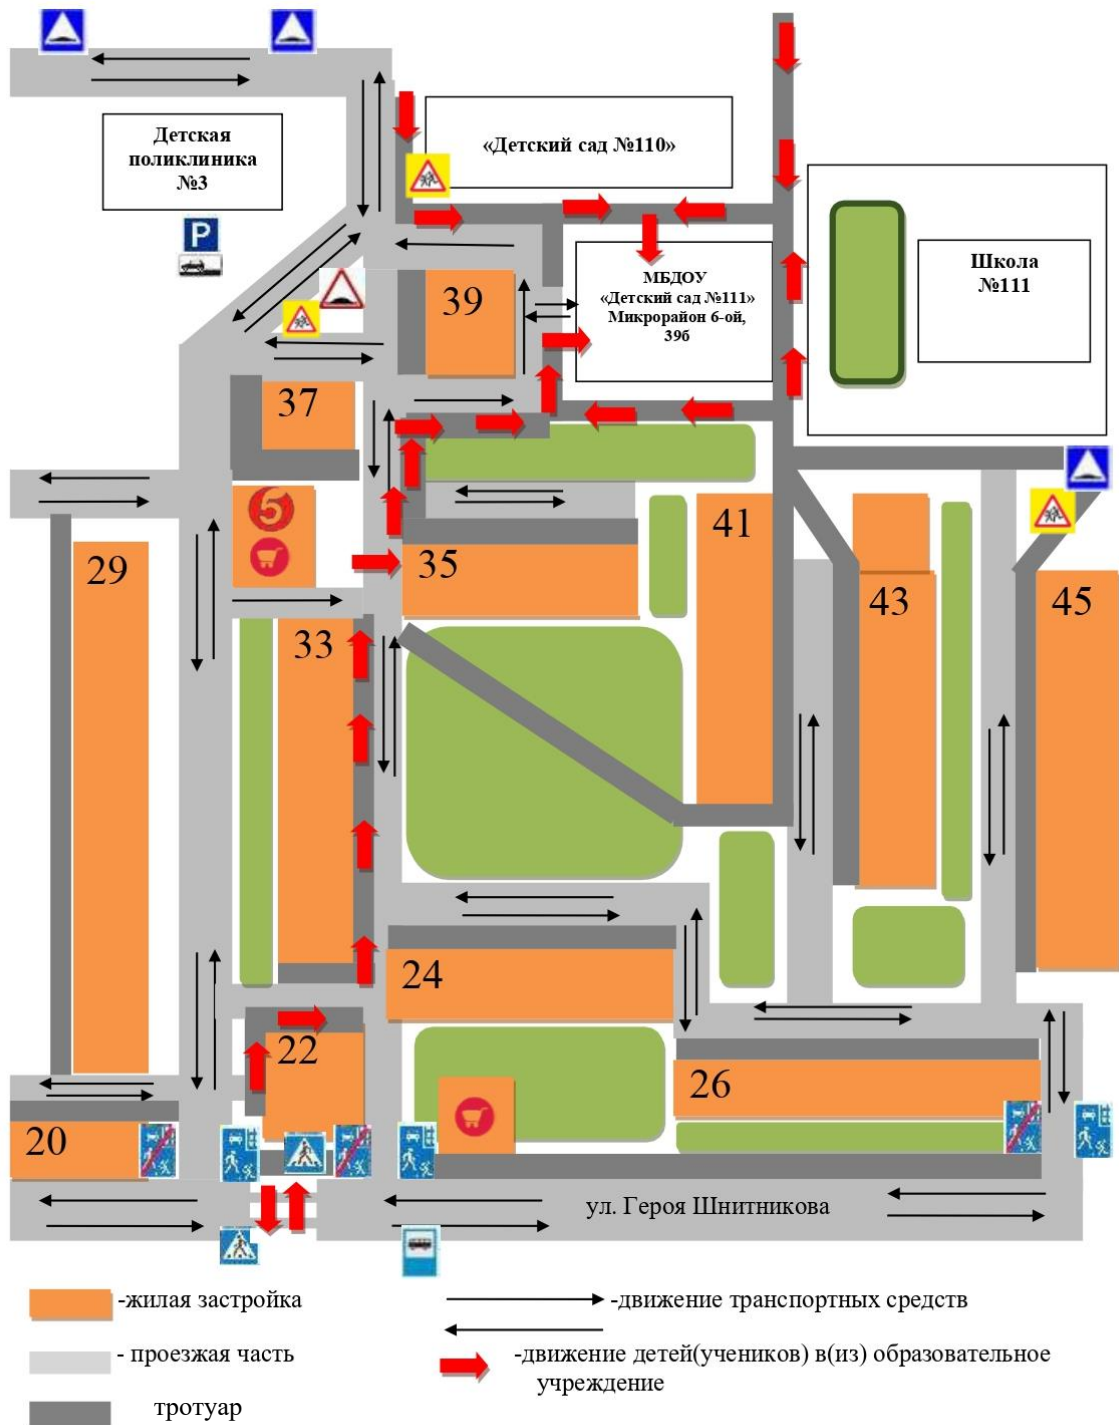 Детская
поликлиника
№3
«Детский сад №110»
P
МБДОУ
«Детский сад №111»
Микрорайон 6-ой,
39б
Школа
№111
39
37
5
29
33
35
41
43
45
24
22
26
20
ул. Героя Шнитникова
-жилая застройка
- проезжая часть
тротуар
-движение транспортных средств
-движение детей(учеников) в(из) образовательное
учреждение